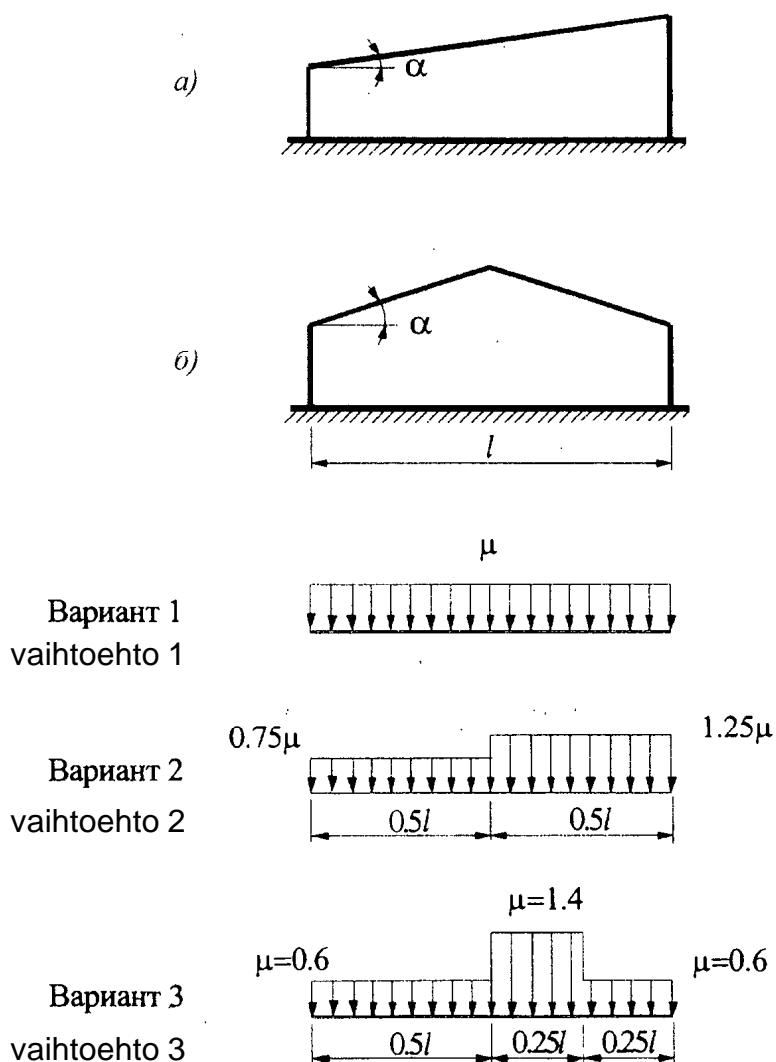 а)
α
б)
α
l
μ
Вариант 1
vaihtoehto 1
0.75μ
1.25μ
Вариант 2
vaihtoehto 2
0.5l
0.5l
μ=1.4
μ=0.6
μ=0.6
Вариант 3
vaihtoehto 3
0.5l
0.25l
0.25l